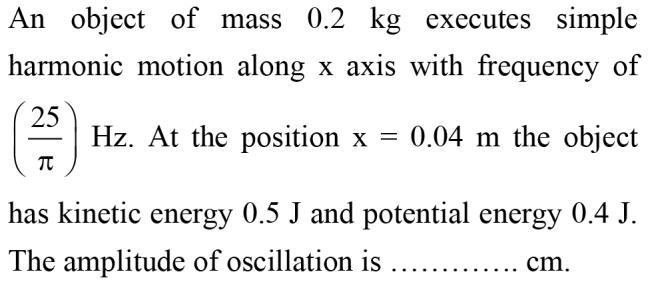 An object of mass 0.2 kg executes simple
harmonic motion along x axis with frequency of
(25/π) Hz. At the position x = 0.04 m the object
has kinetic energy 0.5 J and potential energy 0.4 J.
The amplitude of oscillation is ............. cm.